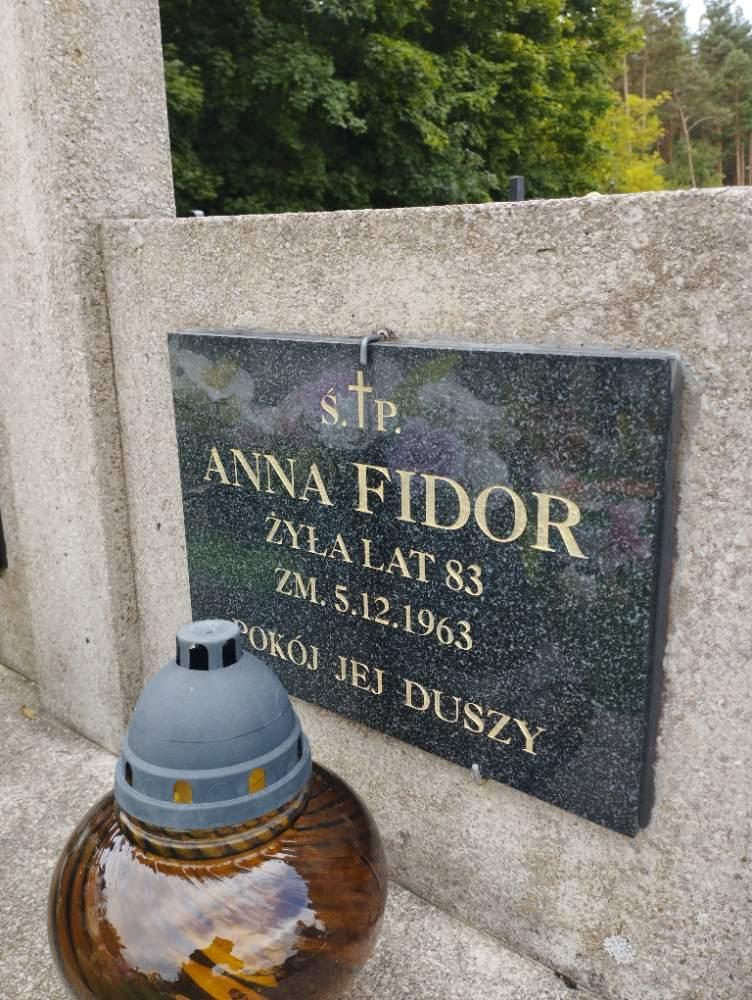 Ś. † P.
ANNA FIDOR
ŻYŁA LAT 83
ZM. 5.12.1963
POKÓJ JEJ DUSZY